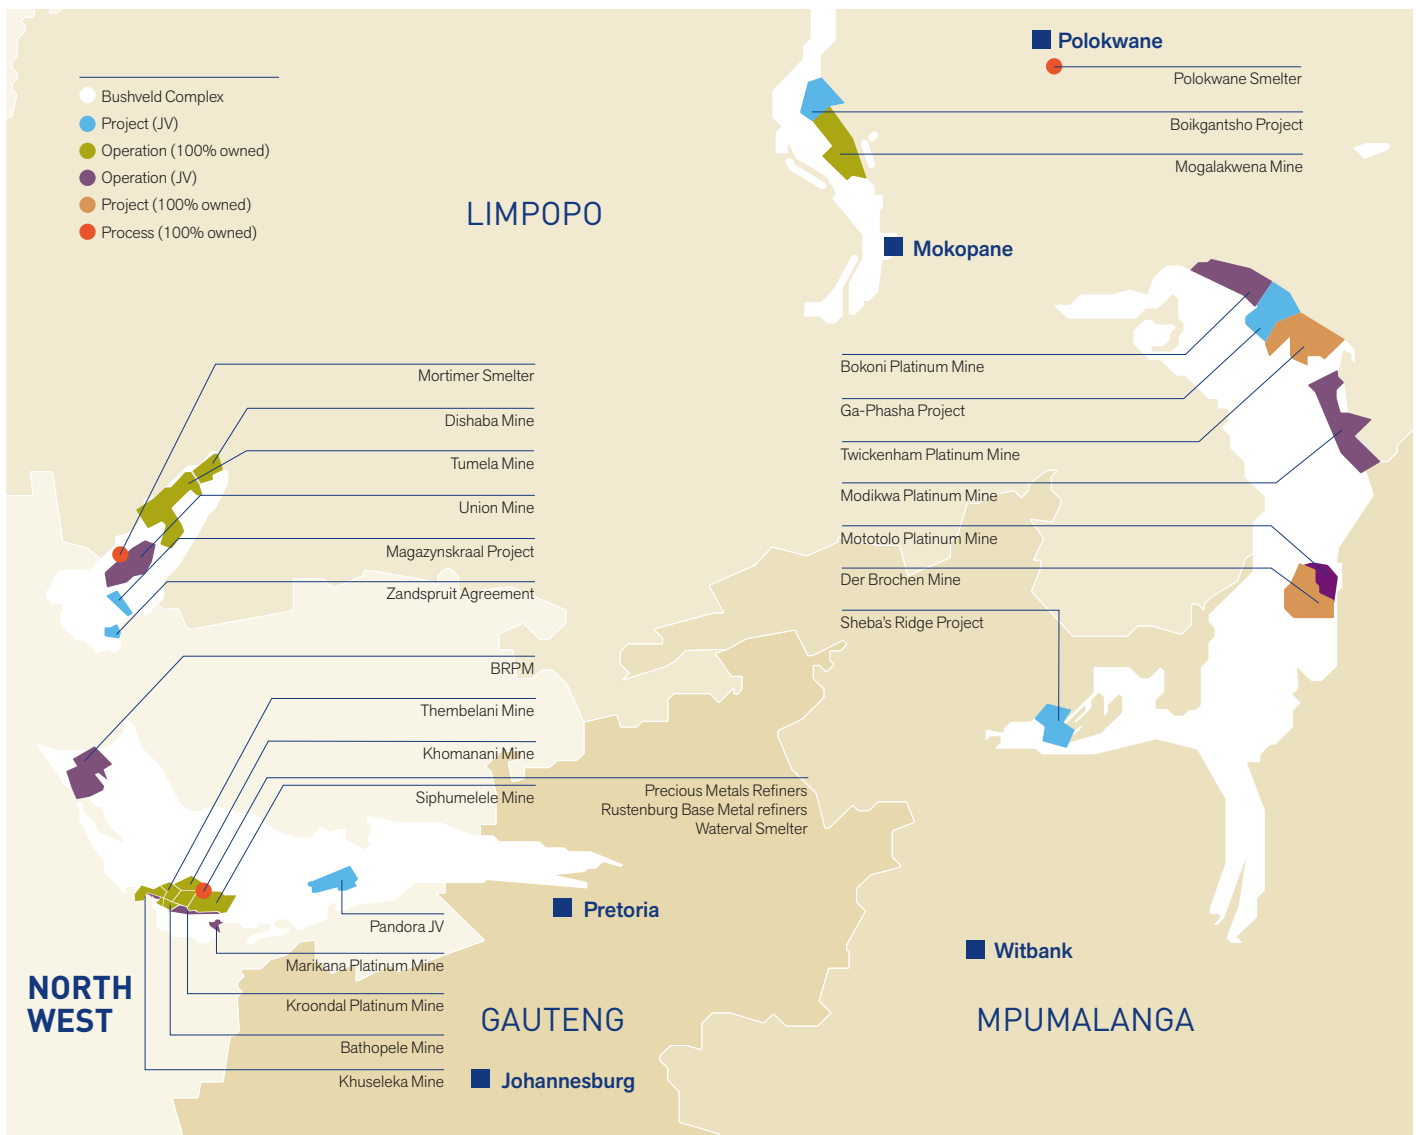 Polokwane
Polokwane Smelter
Boikgantsho Project
Mogalakwena Mine
Bushveld Complex
Project (JV)
Operation (100% owned)
Operation (JV)
Project (100% owned)
Process (100% owned)
LIMPOPO
Mokopane
Mortimer Smelter
Dishaba Mine
Tumela Mine
Union Mine
Magazynskraal Project
Zandspruit Agreement
BRPM
Thembelani Mine
Khomanani Mine
Siphumelele Mine
Precious Metals Refiners
Rustenburg Base Metal refiners
Waterval Smelter
Bokoni Platinum Mine
Ga-Phasha Project
Twickenham Platinum Mine
Modikwa Platinum Mine
Mototolo Platinum Mine
Der Brochen Mine
Sheba's Ridge Project
Pretoria
Pandora JV
Marikana Platinum Mine
Kroondal Platinum Mine
Bathopele Mine
Khuseleka Mine
NORTH
WEST
GAUTENG
Johannesburg
Witbank
MPUMALANGA